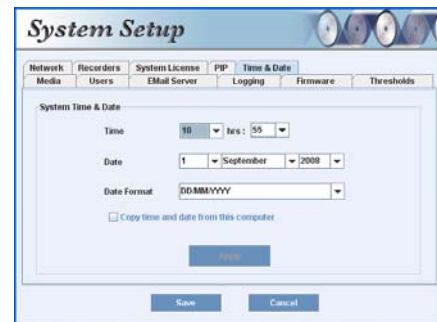 System Setup
Network Recorders System License PIP Time & Date
Media Users EMail Server Logging Firmware Thresholds
System Time & Date
Time 10 hrs : 55
Date 1 September 2008
Date Format DD/MM/YYYY
Copy time and date from this computer
Apply
Save Cancel